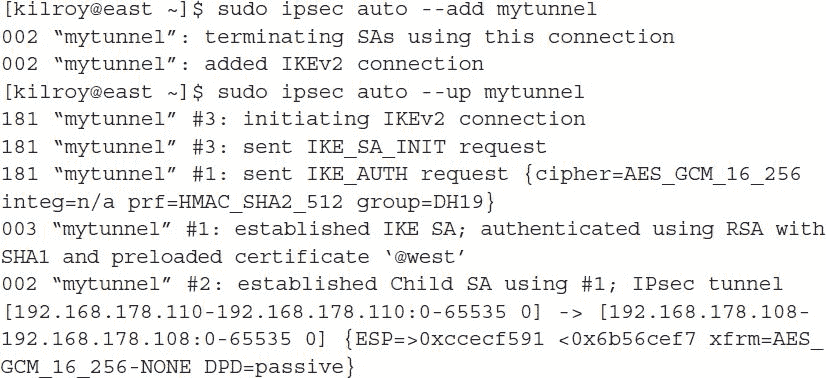 [kilroy@east ~]$ sudo ipsec auto --add mytunnel
002 “mytunnel”: terminating SAs using this connection
002 “mytunnel”: added IKEv2 connection
[kilroy@east ~]$ sudo ipsec auto --up mytunnel
181 “mytunnel” #3: initiating IKEv2 connection
181 “mytunnel” #3: sent IKE_SA_INIT request
181 “mytunnel” #1: sent IKE_AUTH request {cipher=AES_GCM_16_256
integ=n/a prf=HMAC_SHA2_512 group=DH19}
003 “mytunnel” #1: established IKE SA; authenticated using RSA with
SHA1 and preloaded certificate ‘@west’
002 “mytunnel” #2: established Child SA using #1; IPsec tunnel
[192.168.178.110-192.168.178.110:0-65535 0] -> [192.168.178.108-
192.168.178.108:0-65535 0] {ESP=>0xccecf591 <0x6b56cef7 xfrm=AES_
GCM_16_256-NONE DPD=passive}